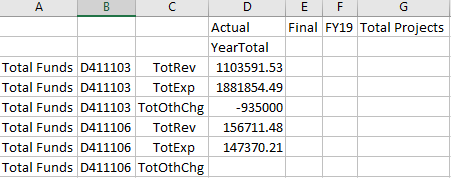 A B C D E F G
Actual Final FY19 Total Projects
YearTotal
Total Funds D411103 TotRev 1103591.53
Total Funds D411103 TotExp 1881854.49
Total Funds D411103 TotOthChg -935000
Total Funds D411106 TotRev 156711.48
Total Funds D411106 TotExp 147370.21
Total Funds D411106 TotOthChg